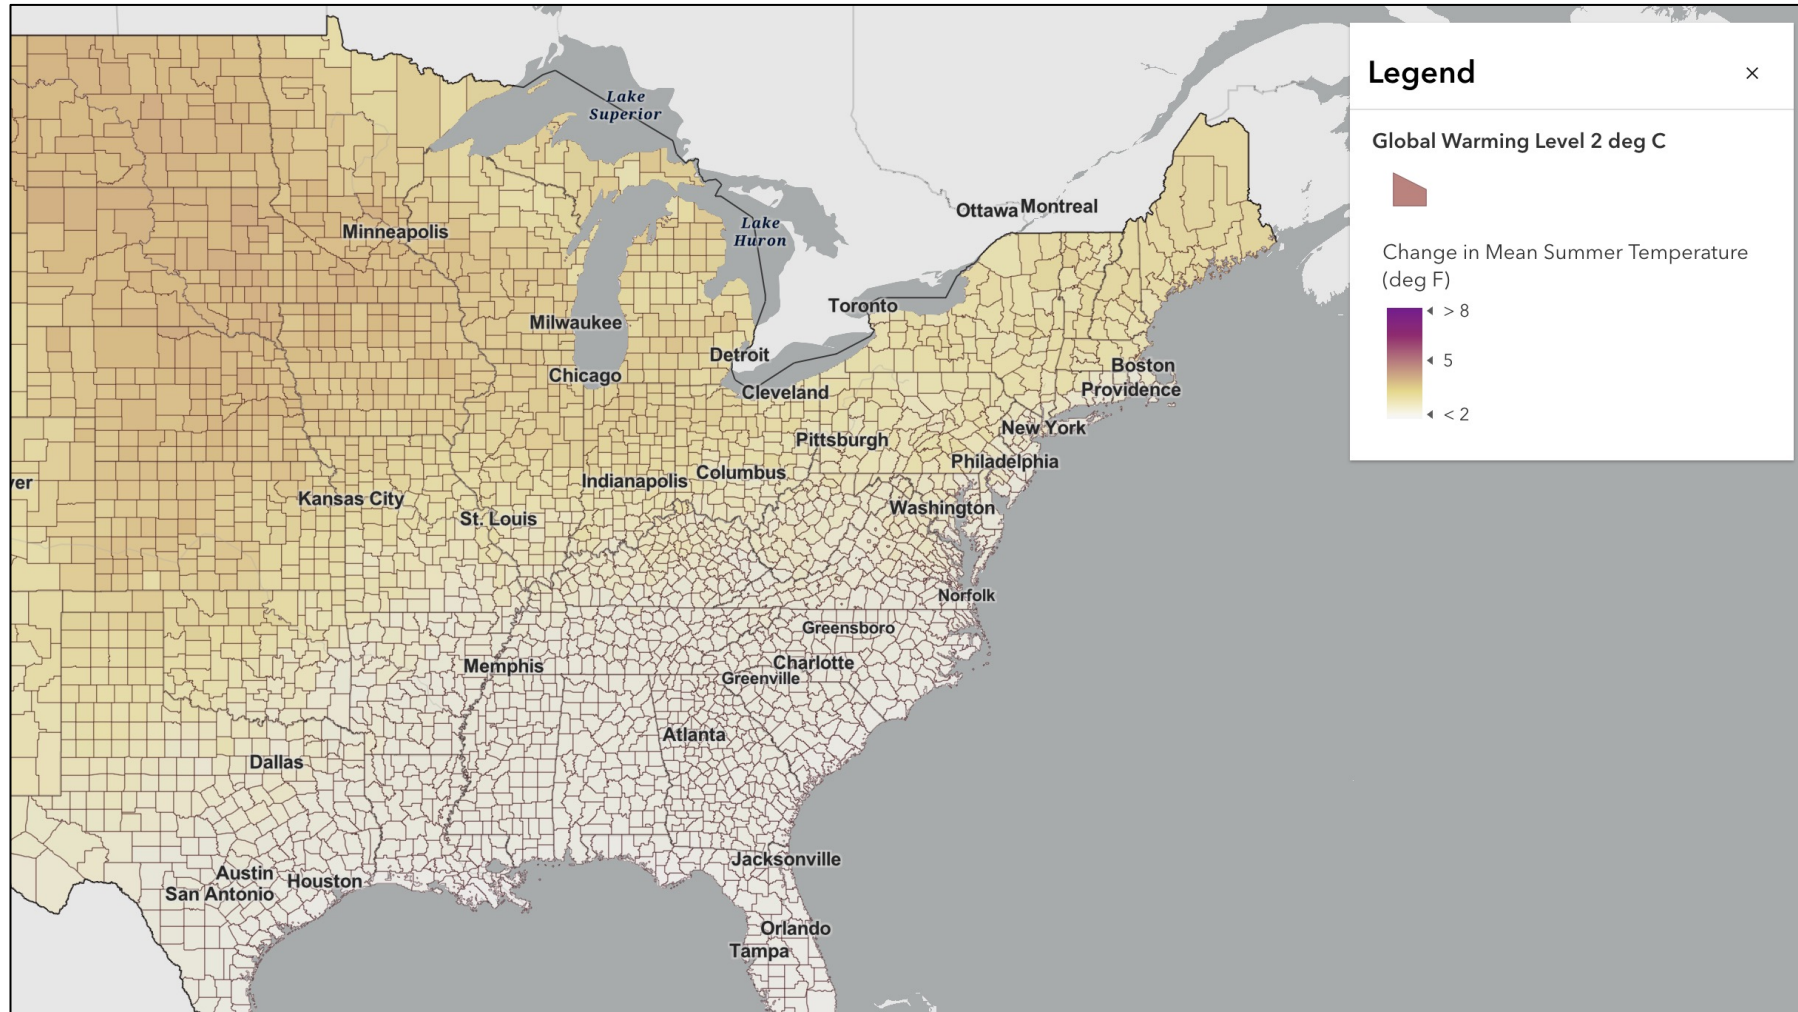 Legend
Global Warming Level 2 deg C
Change in Mean Summer Temperature
(deg F)
> 8
5
< 2
Lake
Superior
Minneapolis
Ottawa
Montreal
Lake
Huron
Toronto
Milwaukee
Detroit
Boston
Chicago
Cleveland
Providence
New York
Pittsburgh
Philadelphia
Columbus
Indianapolis
ver
Kansas City
Washington
St. Louis
Norfolk
Greensboro
Charlotte
Memphis
Greenville
Atlanta
Dallas
Jacksonville
Austin
Houston
San Antonio
Orlando
Tampa